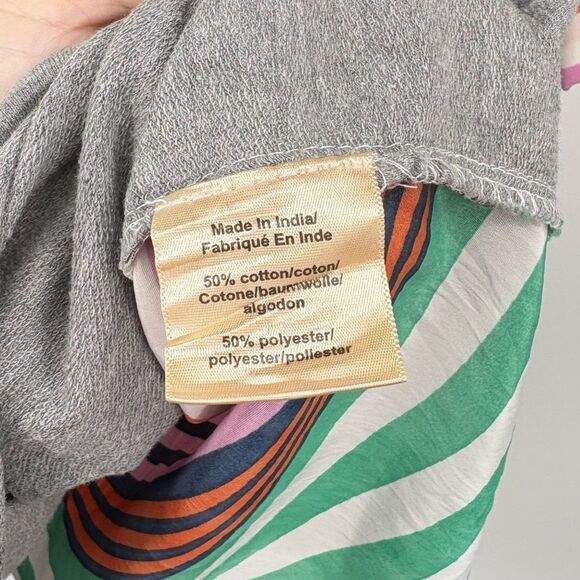 Made In India/
Fabriqué En Inde
50% cotton/coton/
Cotone/baumwolle/
algodon
50% polyester/
polyester/poliester